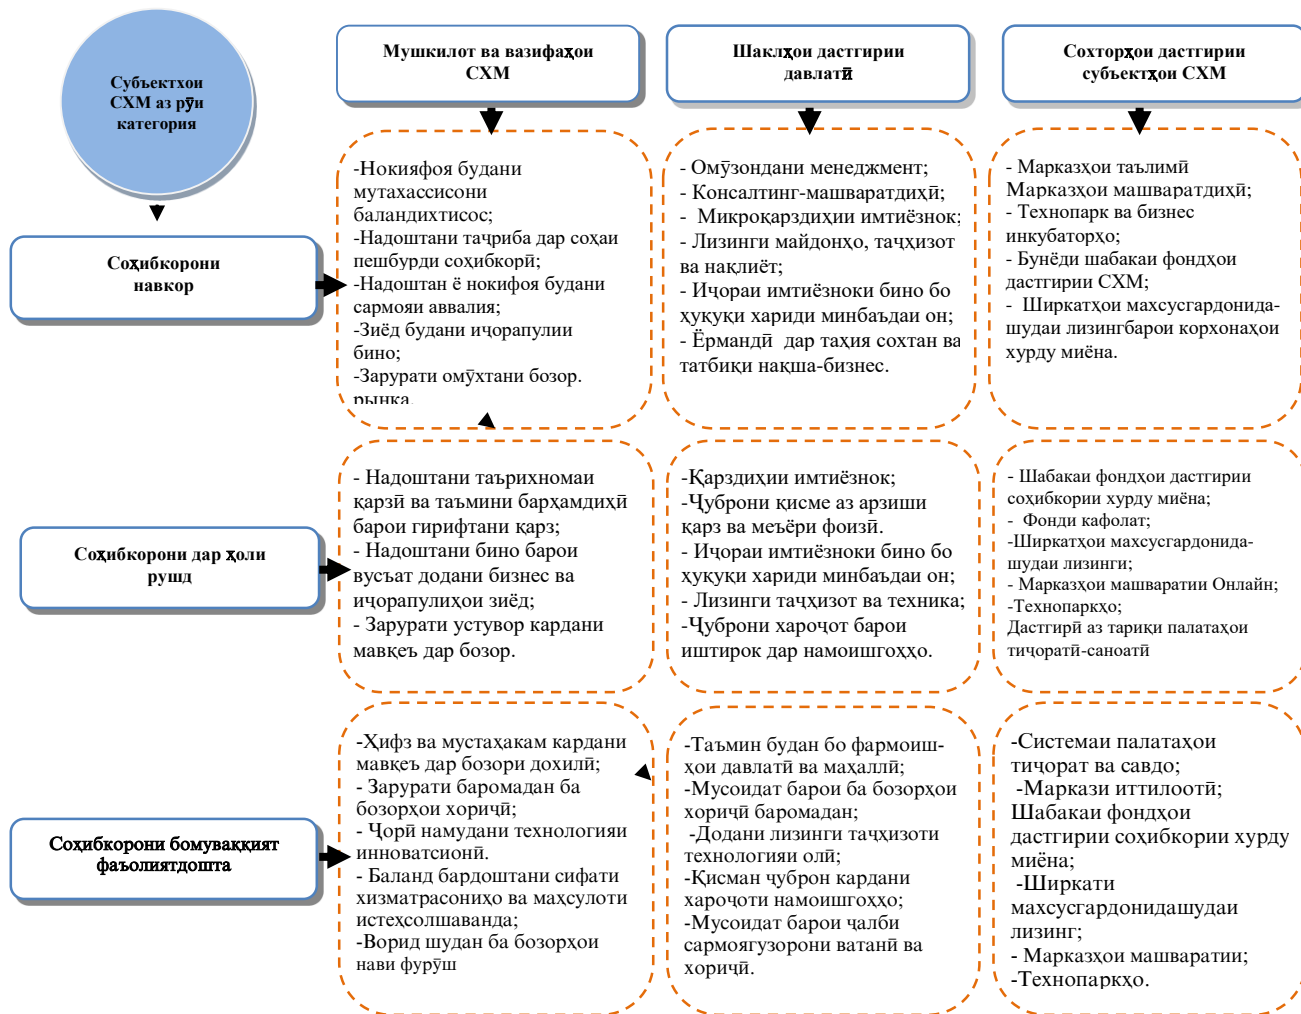 Субъектхои
СХМ аз рӯи
категория
Мушкилот ва вазифаҳои
СХМ
Шаклҳои дастгирии
давлатӣ
Сохторҳои дастгирии
субъектҳои СХМ
Соҳибкорони
навкор
-Нокифоя будани
мутахассисони
баландихтисос;
-Надоштани таҷриба дар соҳаи
пешбурди соҳибкорӣ;
-Надоштан ё нокифоя будани
сармояи аввалия;
-Зиёд будани иҷорапулии
бино;
-Зарурати омӯхтани бозор.
рынка.
- Омӯзондани менеджмент;
- Консалтинг-машваратдиҳӣ;
- Микроқарздиҳии имтиёзнок;
- Лизинги майдонҳо, таҷҳизот
ва нақлиёт;
- Иҷораи имтиёзноки бино бо
ҳуқуқи хариди минбаъдаи он;
- Ёрмандӣ дар таҳия сохтан ва
татбиқи нақша-бизнес.
- Марказҳои таълимӣ
Марказҳои машваратдиҳӣ;
- Технопарк ва бизнес
инкубаторҳо;
- Бунёди шабакаи фондҳои
дастгирии СХМ;
- Ширкатҳои махсусгардонида-
шудаи лизингбарои корхонаҳои
хурду миёна.
Соҳибкорони дар ҳоли
рушд
- Надоштани таърихномаи
қарзӣ ва таъмини барҳамдиҳӣ
барои гирифтани қарз;
- Надоштани бино барои
вусъат додани бизнес ва
иҷорапулиҳои зиёд;
- Зарурати устувор кардани
мавқеъ дар бозор.
-Қарздиҳии имтиёзнок;
-Ҷуброни қисме аз арзиши
қарз ва меъёри фоизӣ.
- Иҷораи имтиёзноки бино бо
ҳуқуқи хариди минбаъдаи он;
- Лизинги таҷҳизот ва техника;
-Ҷуброни хароҷот барои
иштирок дар намоишгоҳҳо.
- Шабакаи фондҳои дастгирии
соҳибкории хурду миёна;
- Фонди кафолат;
-Ширкатҳои махсусгардонида-
шудаи лизинги;
- Марказҳои машваратии Онлайн;
-Технопаркҳо;
Дастгирӣ аз тариқи палатаҳои
тиҷоратӣ-саноатӣ
Соҳибкорони бомуваққият
фаъолиятдошта
-Ҳифз ва мустаҳакам кардани
мавқеъ дар бозори дохилӣ;
- Зарурати баромадан ба
бозорҳои хориҷӣ;
- Ҷорӣ намудани технологияи
инноватсионӣ.
- Баланд бардоштани сифати
хизматрасониҳо ва маҳсулоти
истеҳсолшаванда;
-Ворид шудан ба бозорҳои
нави фурӯш
-Таъмин будан бо фармоиш-
ҳои давлатӣ ва маҳаллӣ;
-Мусоидат барои ба бозорҳои
хориҷӣ баромадан;
-Додани лизинги таҷҳизоти
технологияи олӣ;
-Қисман ҷуброн кардани
хароҷоти намоишгоҳҳо;
-Мусоидат барои ҷалби
сармоягузорони ватанӣ ва
хориҷӣ.
-Системаи палатаҳои
тиҷорат ва савдо;
-Маркази иттилоотӣ;
Шабакаи фондҳои
дастгирии соҳибкории хурду
миёна;
-Ширкати
махсусгардонидашудаи
лизинг;
- Марказҳои машваратии;
-Технопаркҳо.